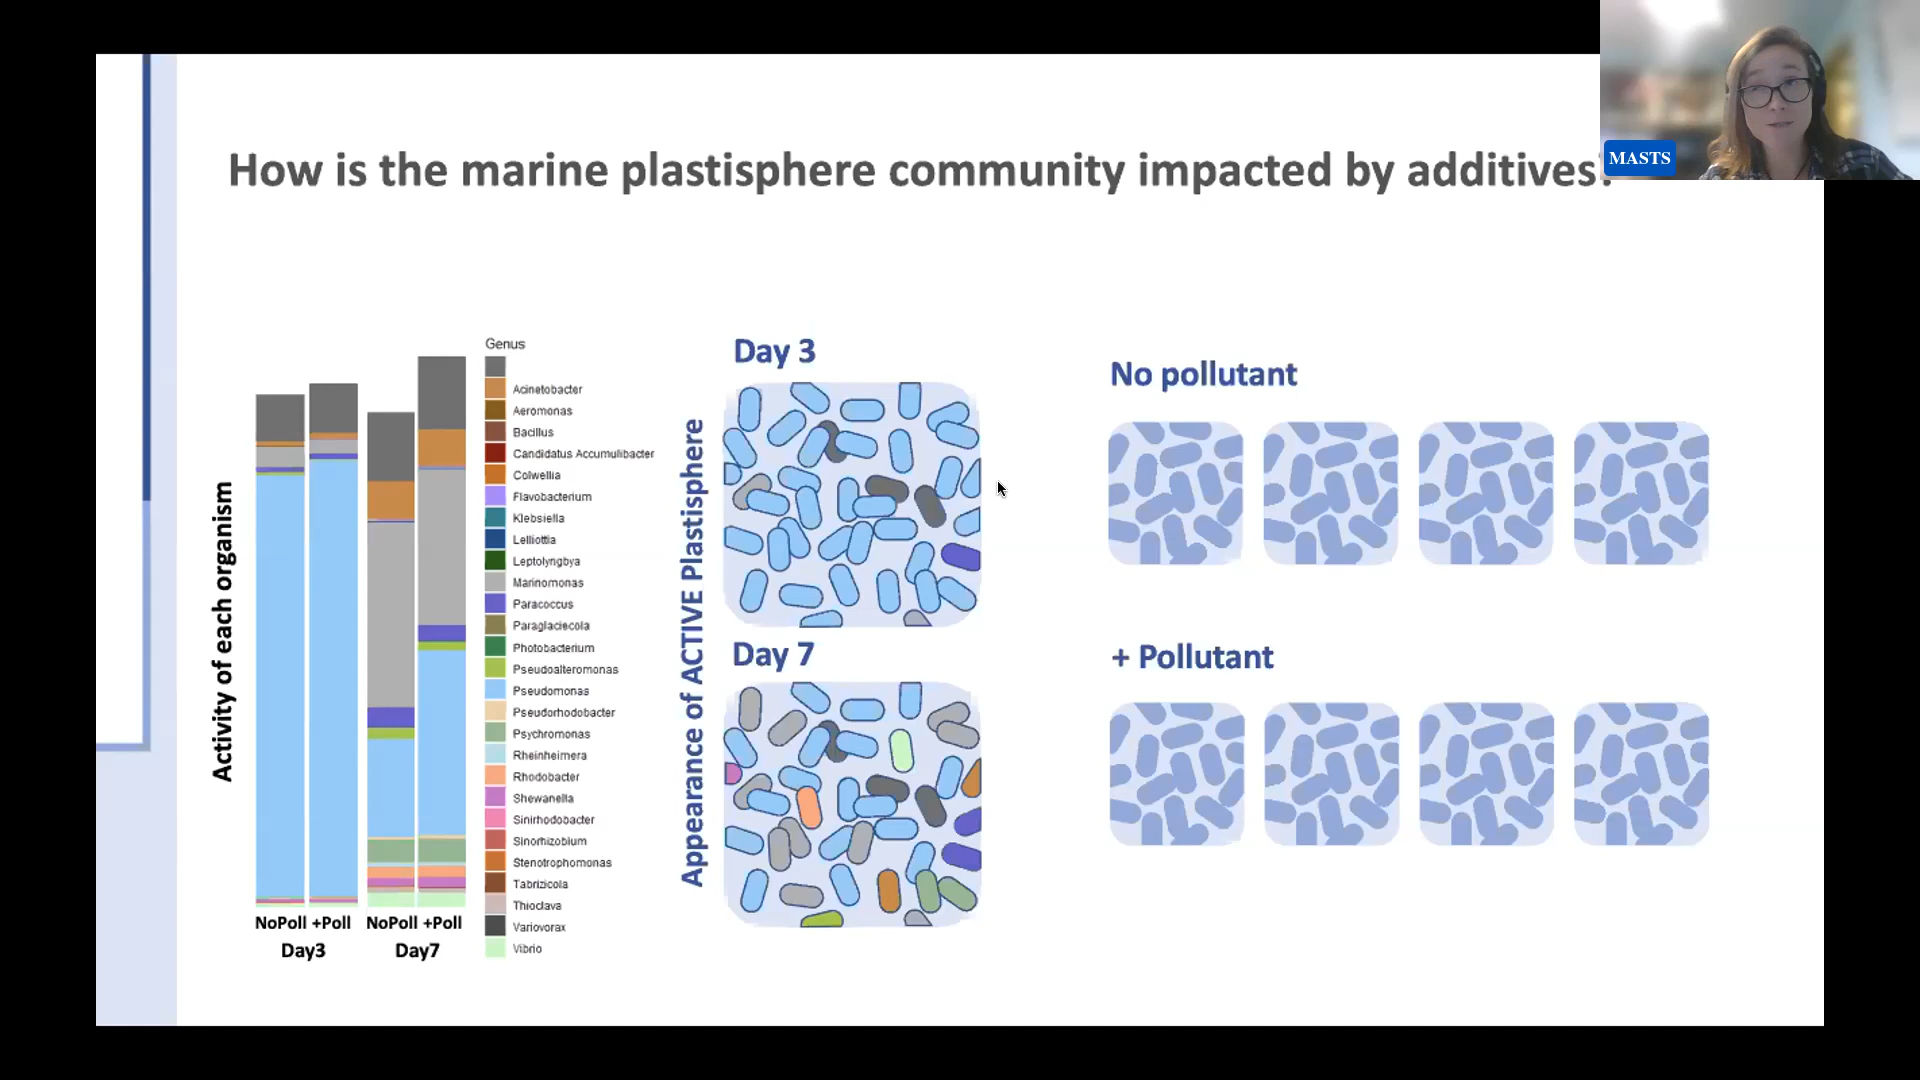 MASTS
How is the marine plastisphere community impacted by additives?
Activity of each organism
NoPoll +Poll NoPoll +Poll
Day3 Day7
Genus
Acinetobacter
Aeromonas
Bacillus
Candidatus Accumulibacter
Colwellia
Flavobacterium
Klebsiella
Lelliottia
Leptolyngbya
Marinomonas
Paracoccus
Paraglaciecola
Photobacterium
Pseudoalteromonas
Pseudomonas
Pseudorhodobacter
Psychromonas
Rheinheimera
Rhodobacter
Shewanella
Sinirhodobacter
Sinorhizobium
Stenotrophomonas
Tabrizicola
Thioclava
Variovorax
Vibrio
Appearance of ACTIVE Plastisphere
Day 3
Day 7
No pollutant
+ Pollutant